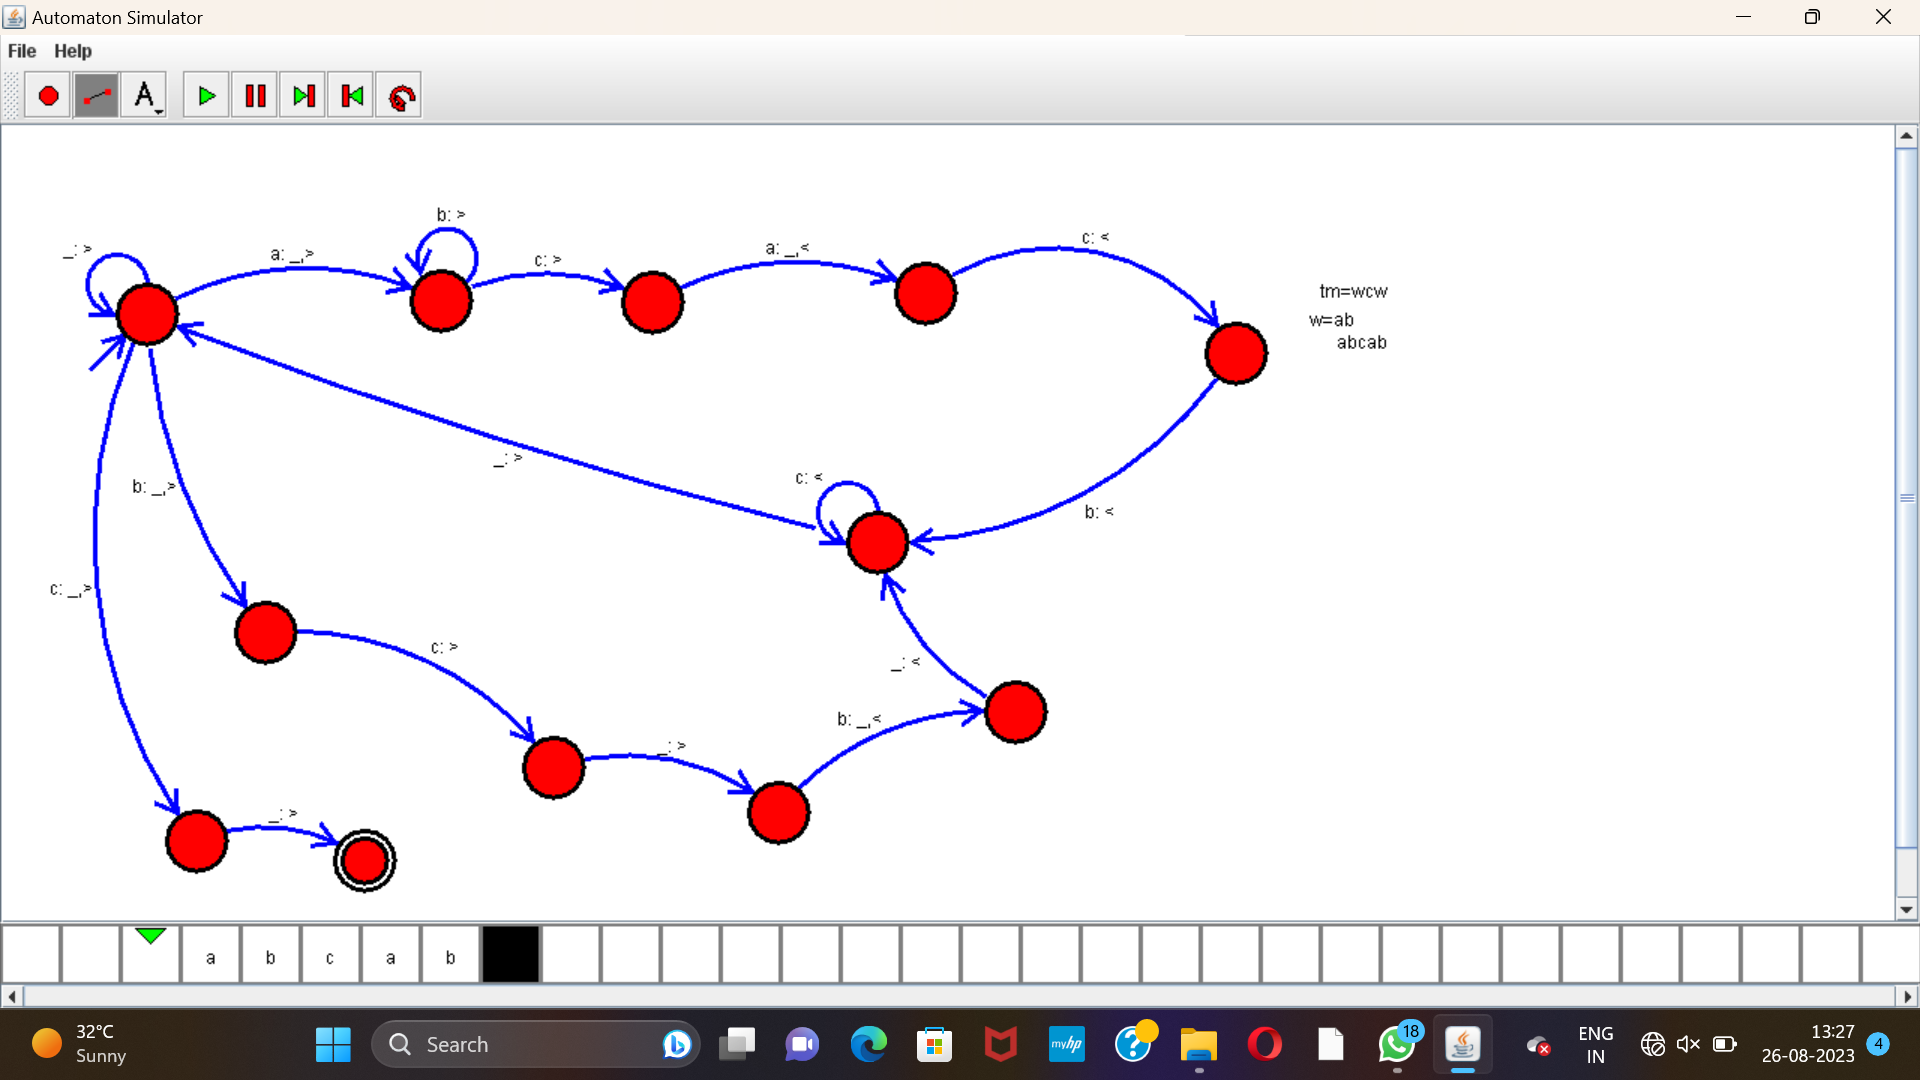 Automaton Simulator
File Help
A
b: >
_: >
a: _,>
c: >
a: _,<
c: <
tm=wcw
w=ab
abcab
_: >
c: <
b: _,>
b: <
c: _,>
c: >
_: <
b: _,<
_: >
_: >
a b c a b
32°C
Sunny
Search
myhp
18
ENG
IN
13:27
26-08-2023
4